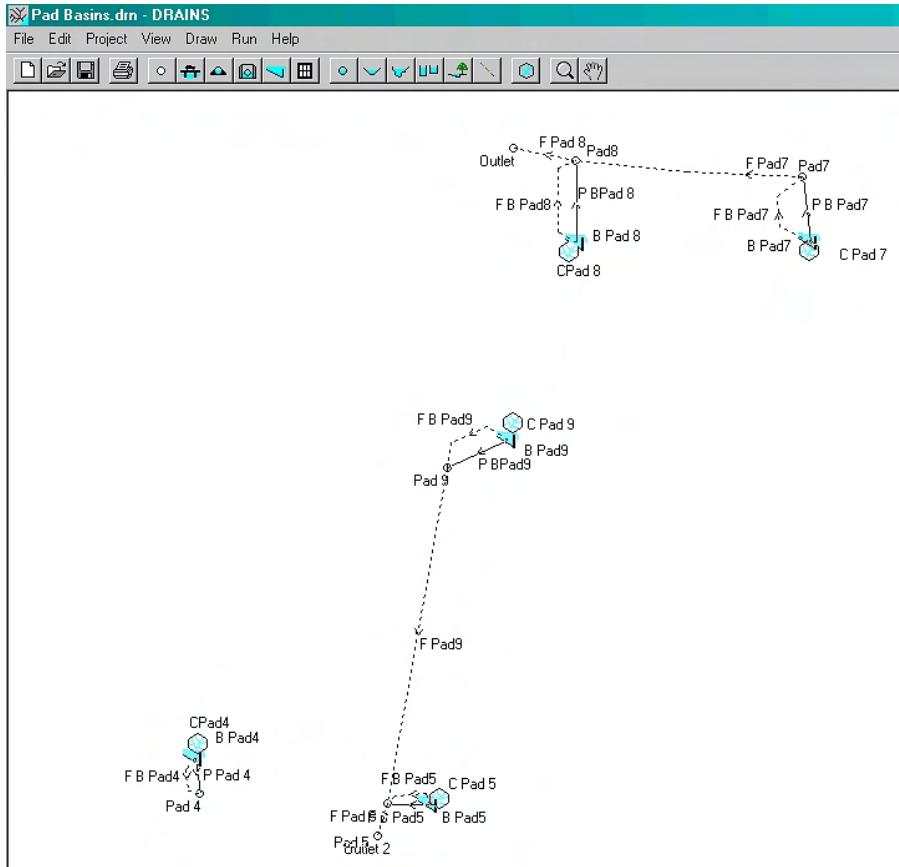 Pad Basins.drn - DRAINS
File Edit Project View Draw Run Help
F Pad 8
Pad8
Outlet
F Pad7
Pad7
P BPad 8
F B Pad8
P B Pad7
F B Pad7
B Pad 8
B Pad7
C Pad 7
CPad 8
F B Pad9
C Pad 9
B Pad9
P BPad9
Pad 9
F Pad9
CPad4
B Pad4
F B Pad4
P Pad 4
Pad 4
F B Pad5
C Pad 5
Pad5
B Pad5
Pad 5
Outlet 2